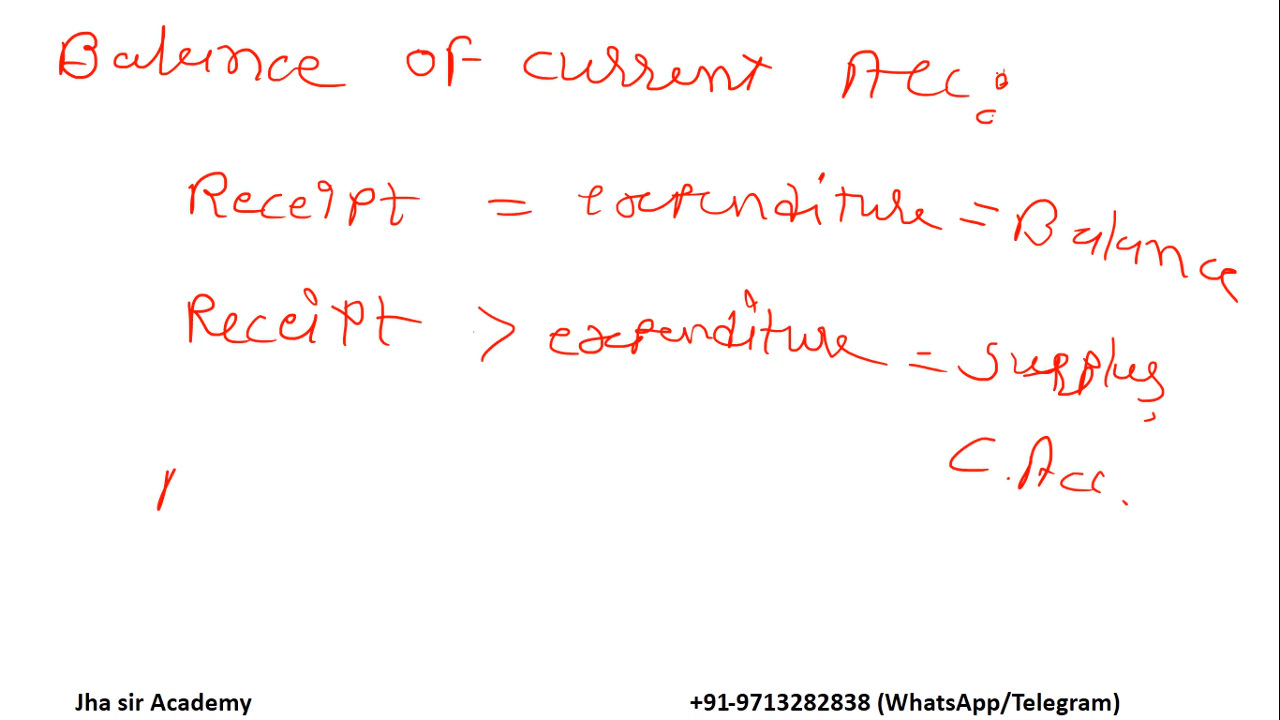 Balance of current Acc:
Receipt = expenditure = Balance
Receipt > expenditure = surplus
C. Acc.
Jha sir Academy
+91-9713282838 (WhatsApp/Telegram)